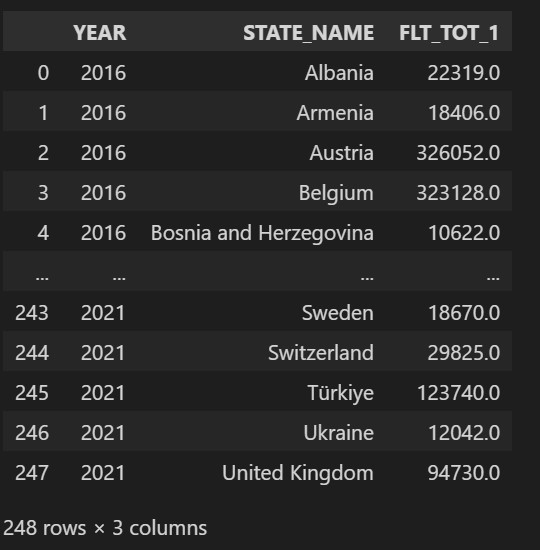 YEAR STATE_NAME FLT_TOT_1
0 2016 Albania 22319.0
1 2016 Armenia 18406.0
2 2016 Austria 326052.0
3 2016 Belgium 323128.0
4 2016 Bosnia and Herzegovina 10622.0
... ... ... ...
243 2021 Sweden 18670.0
244 2021 Switzerland 29825.0
245 2021 Türkiye 123740.0
246 2021 Ukraine 12042.0
247 2021 United Kingdom 94730.0
248 rows × 3 columns